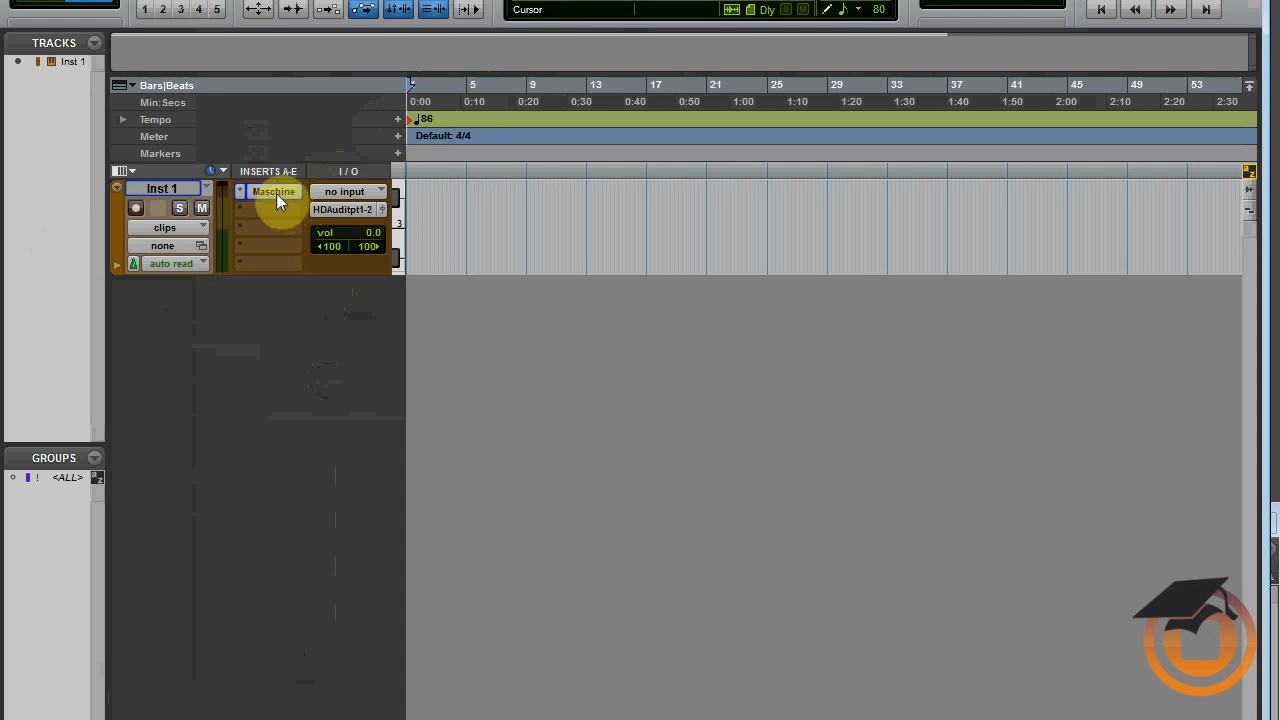 1 2 3 4 5
Cursor Dly 80
TRACKS
Inst 1
Bars|Beats 5 9 13 17 21 25 29 33 37 41 45 49 53
Min:Secs 0:00 0:10 0:20 0:30 0:40 0:50 1:00 1:10 1:20 1:30 1:40 1:50 2:00 2:10 2:20 2:30
Tempo + 86
Meter + Default: 4/4
Markers +
INSERTS A-E I / O
Inst 1 Maschine no input
S M HDAuditpt1-2
clips vol 0.0
none 100 100
auto read
3
GROUPS
! <ALL> a z